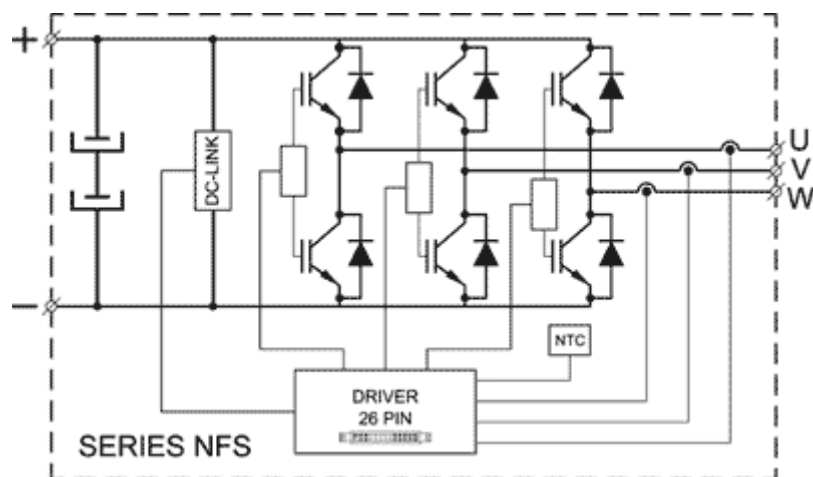 +
DC-LINK
U
V
W
−
NTC
DRIVER
26 PIN
SERIES NFS